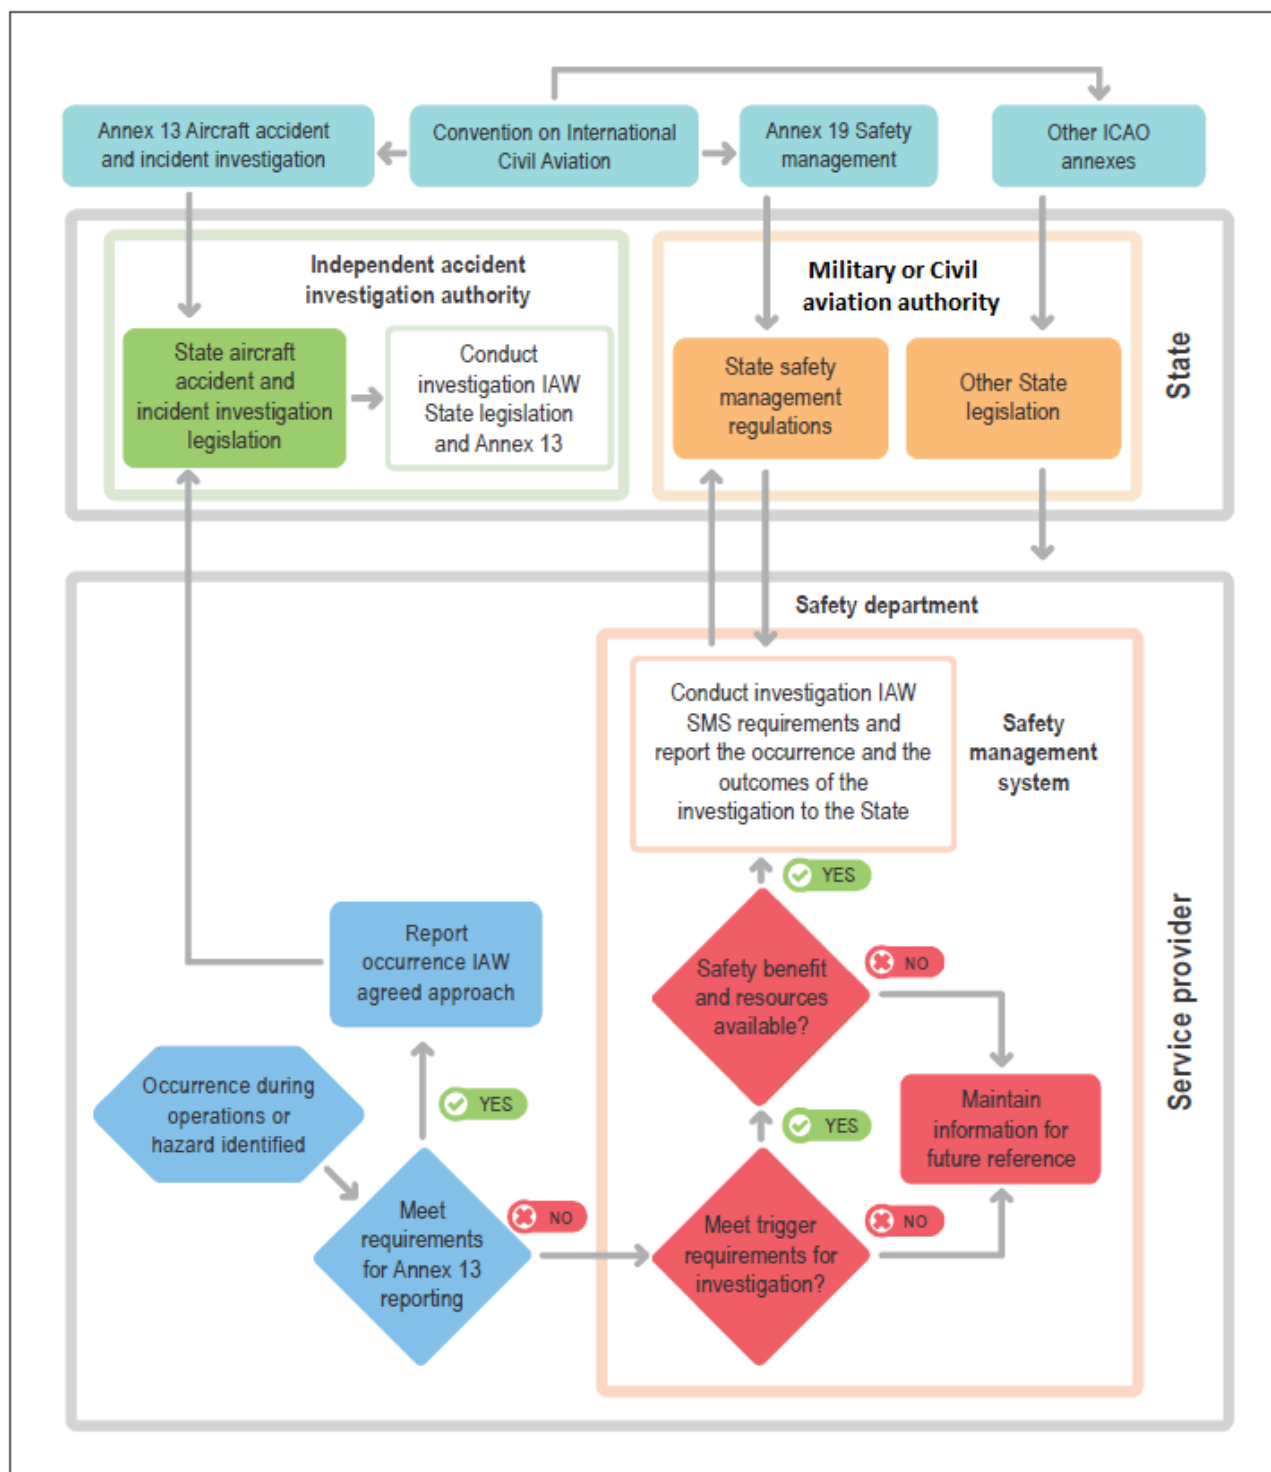 Annex 13 Aircraft accident
and incident investigation
Convention on International
Civil Aviation
Annex 19 Safety
management
Other ICAO
annexes
Independent accident
investigation authority
Military or Civil
aviation authority
State aircraft
accident and
incident investigation
legislation
Conduct
investigation IAW
State legislation
and Annex 13
State safety
management
regulations
Other State
legislation
State
Safety department
Conduct investigation IAW
SMS requirements and
report the occurrence and the
outcomes of the
investigation to the State
Safety
management
system
YES
Report
occurrence IAW
agreed approach
Safety benefit
and resources
available?
NO
Service provider
Occurrence during
operations or
hazard identified
YES
YES
Maintain
information for
future reference
Meet
requirements
for Annex 13
reporting
NO
Meet trigger
requirements for
investigation?
NO